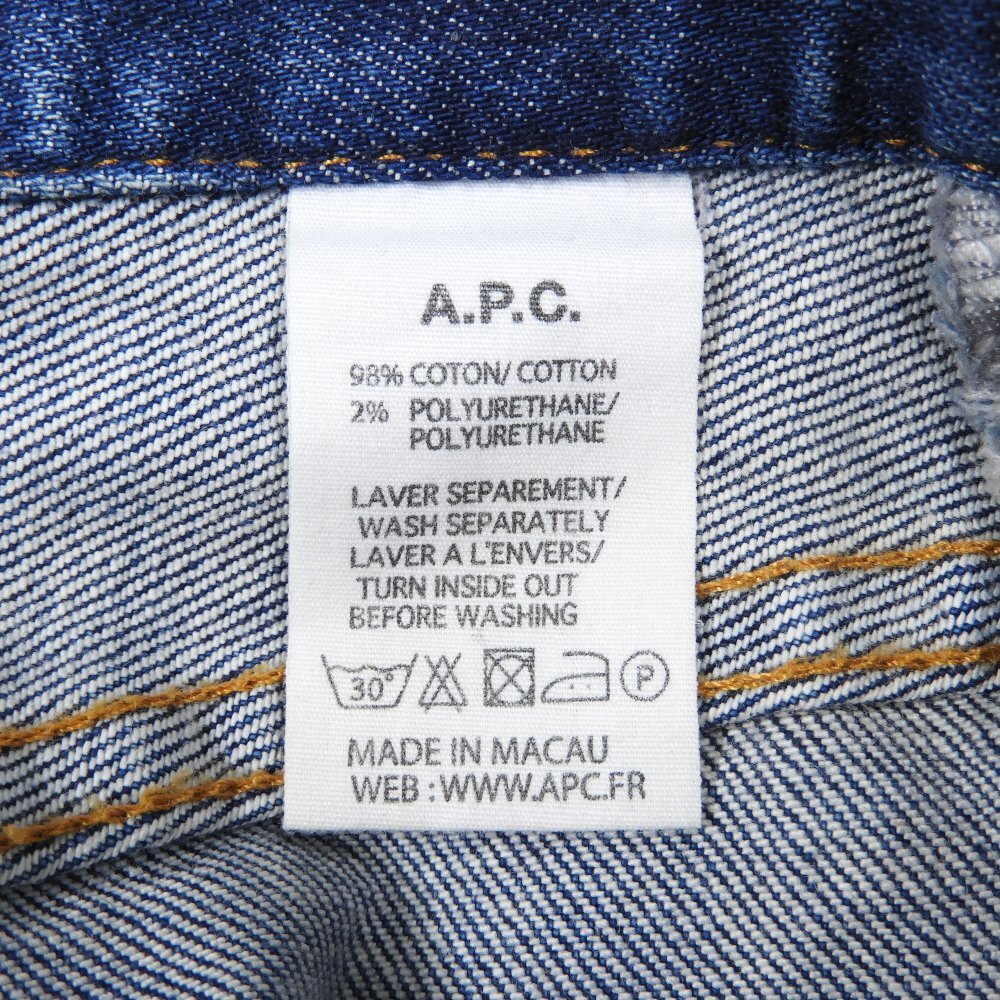 A.P.C.
98% COTON/ COTTON
2% POLYURETHANE/
POLYURETHANE
LAVER SEPAREMENT/
WASH SEPARATELY
LAVER A L'ENVERS/
TURN INSIDE OUT
BEFORE WASHING
30° P
MADE IN MACAU
WEB : WWW.APC.FR